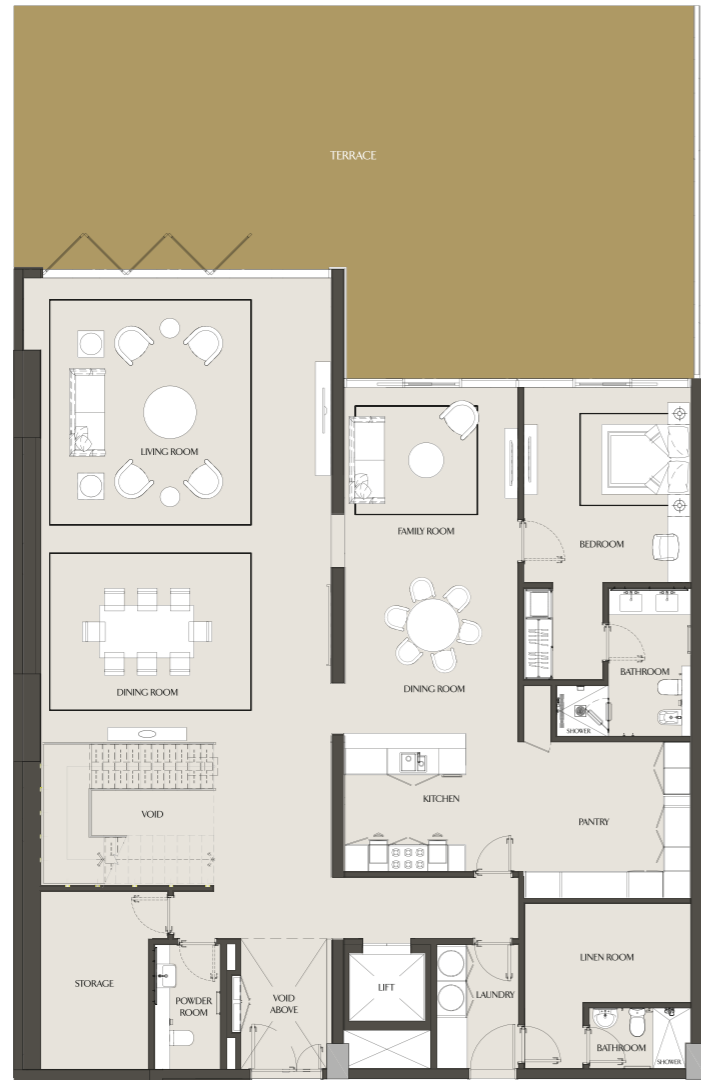 TERRACE
LIVING ROOM
FAMILY ROOM
BEDROOM
DINING ROOM
DINING ROOM
BATHROOM
SHOWER
KITCHEN
VOID
PANTRY
STORAGE
POWDER
ROOM
VOID
ABOVE
LIFT
LAUNDRY
LINEN ROOM
BATHROOM
SHOWER